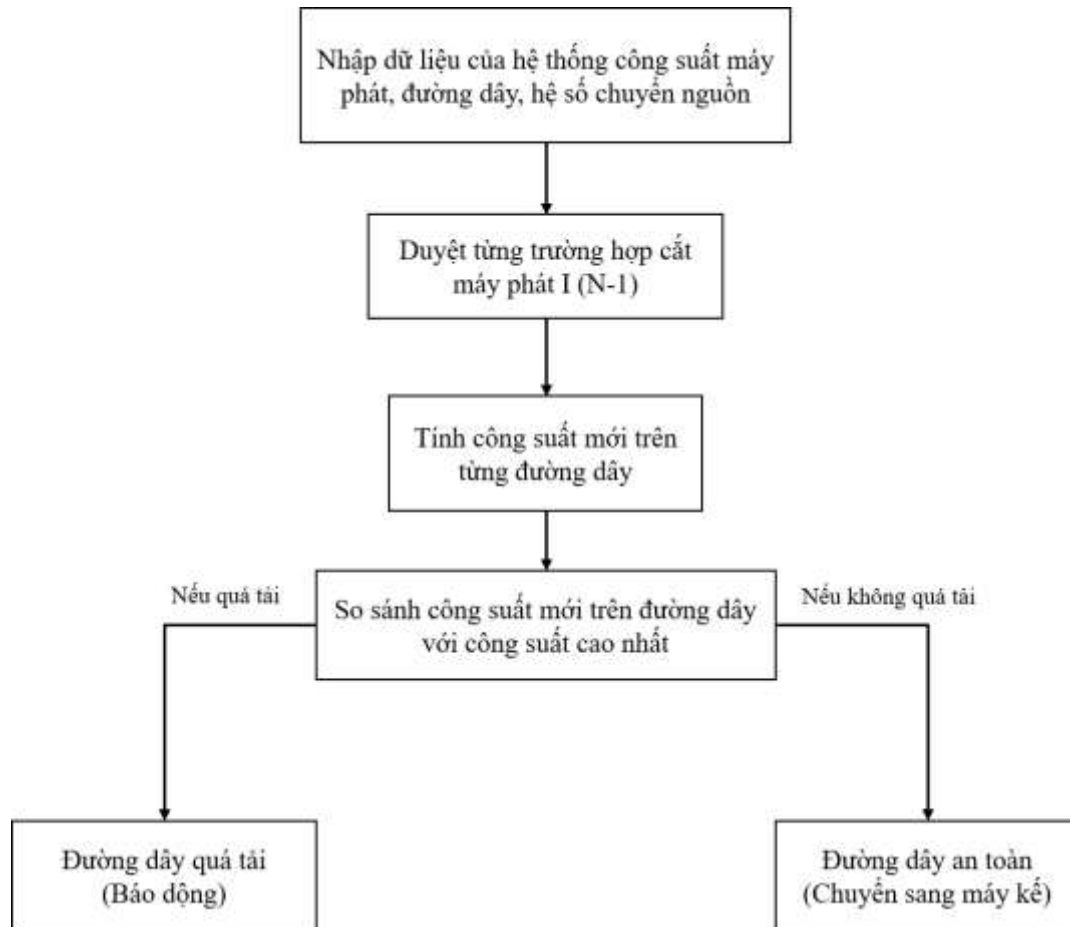 Nhập dữ liệu của hệ thống công suất máy
phát, đường dây, hệ số chuyển nguồn
Duyệt từng trường hợp cắt
máy phát I (N-1)
Tính công suất mới trên
từng đường dây
Nếu quá tải
So sánh công suất mới trên đường dây
với công suất cao nhất
Nếu không quá tải
Đường dây quá tải
(Báo dộng)
Đường dây an toàn
(Chuyển sang máy kế)